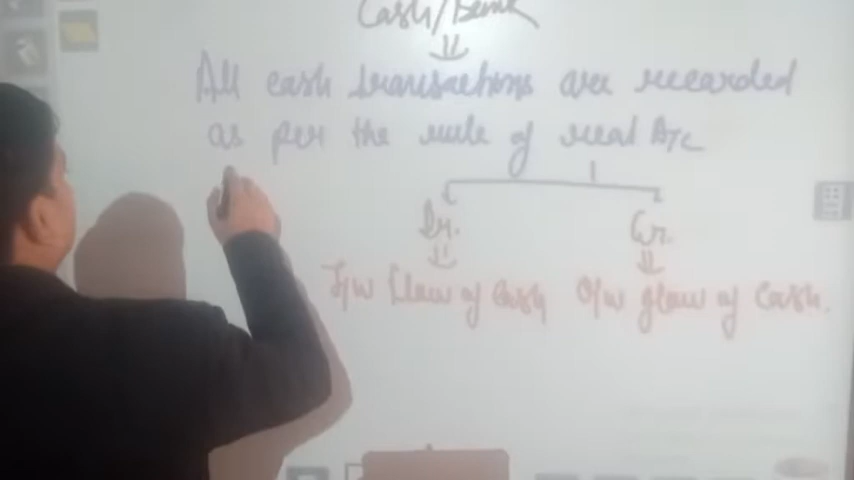 Cash/Bank
All cash transactions are recorded
as per the rule of real A/c
Dr. Cr.
I/w flow of cash O/w flow of cash.